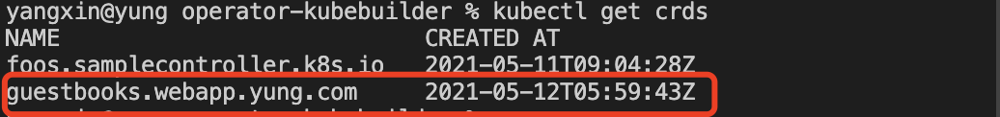 yangxin@yung operator-kubebuilder % kubectl get crds
NAME CREATED AT
foos.samplecontroller.k8s.io 2021-05-11T09:04:28Z
guestbooks.webapp.yung.com 2021-05-12T05:59:43Z